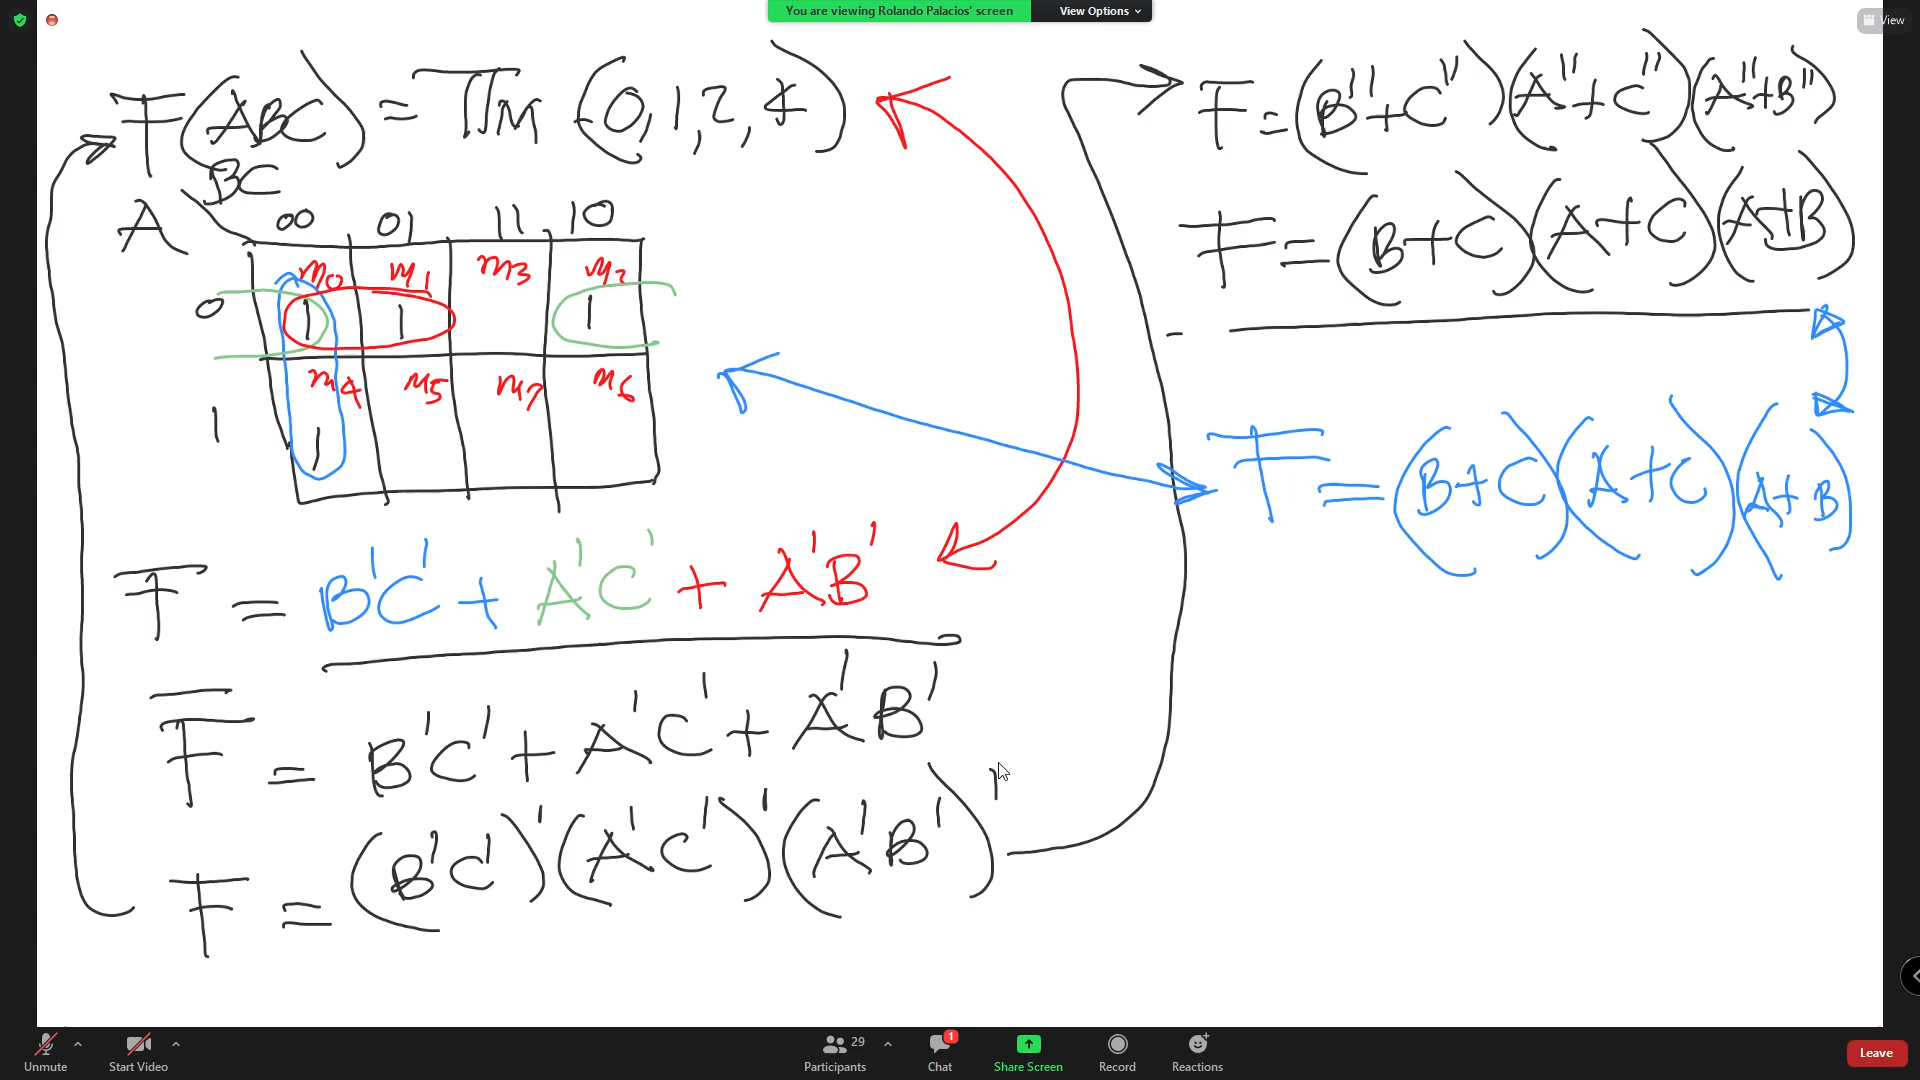 You are viewing Rolando Palacios' screen
View Options
View
F(ABC) = ΠM (0,1,2,4)
BC
A
00 01 11 10
m0 m1 m3 m2
0 1 1 1
m4 m5 m7 m6
1 1
F = B'C' + A'C' + A'B'
F̅ = B'C' + A'C' + A'B'
F = (B'C')'(A'C')'(A'B')'
F = (B''+C'')(A''+C'')(A''+B'')
F = (B+C)(A+C)(A+B)
F = (B+C)(A+C)(A+B)
Unmute
Start Video
29
Participants
1
Chat
Share Screen
Record
Reactions
Leave